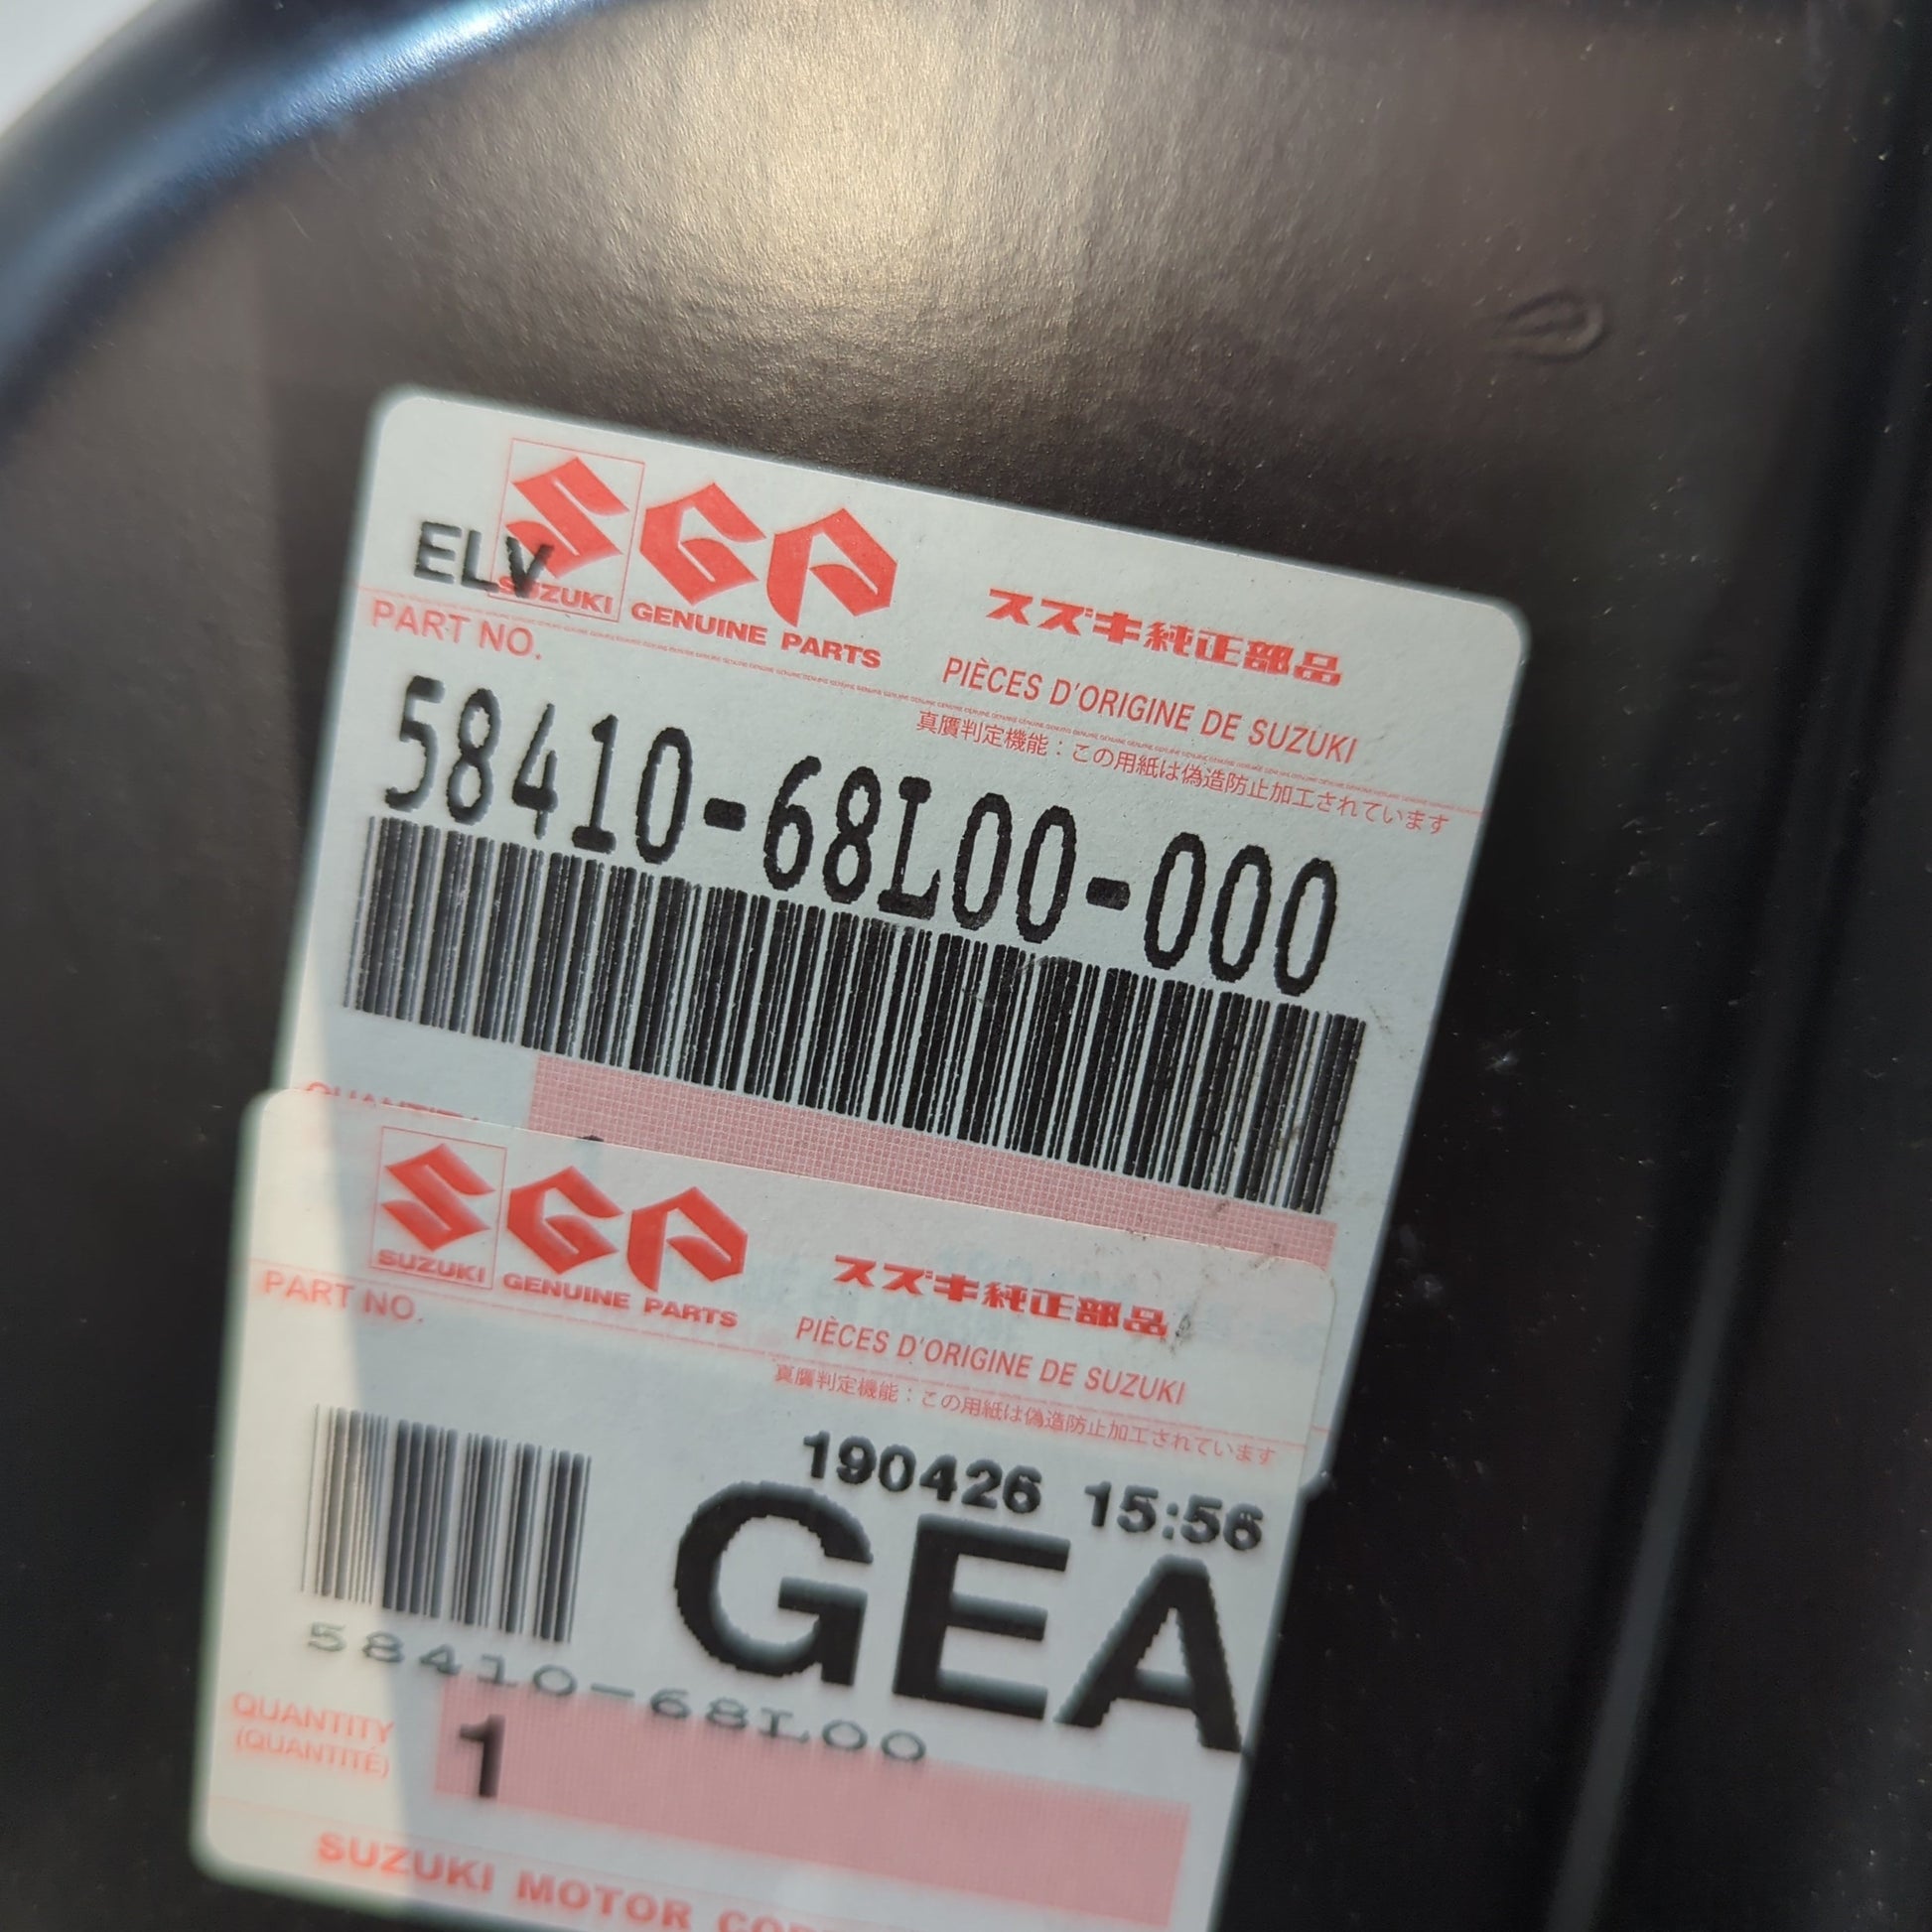 ELV
SGP
SUZUKI GENUINE PARTS
スズキ純正部品
PART NO.
PIÈCES D'ORIGINE DE SUZUKI
真贋判定機能：この用紙は偽造防止加工されています
58410-68L00-000
QUANTITY
1
SGP
SUZUKI GENUINE PARTS
スズキ純正部品
PART NO.
PIÈCES D'ORIGINE DE SUZUKI
真贋判定機能：この用紙は偽造防止加工されています
190426 15:56
GEA
58410-68L00
QUANTITY
(QUANTITÉ)
1
SUZUKI MOTOR